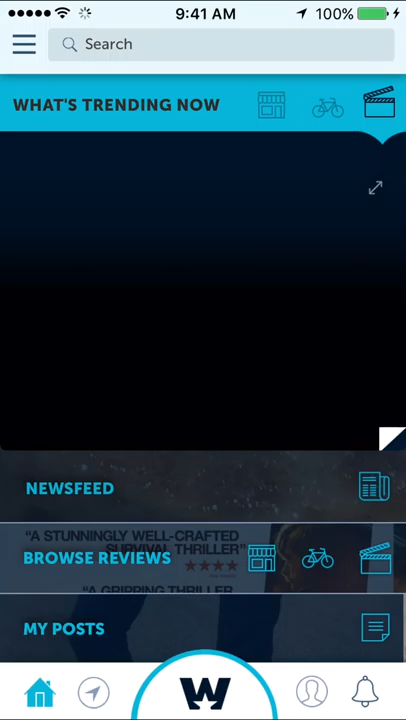 9:41 AM
100%
Search
WHAT'S TRENDING NOW
NEWSFEED
"A STUNNINGLY WELL-CRAFTED
SURVIVAL THRILLER"
★★★★
BROWSE REVIEWS
"A GRIPPING THRILLER
MY POSTS
W